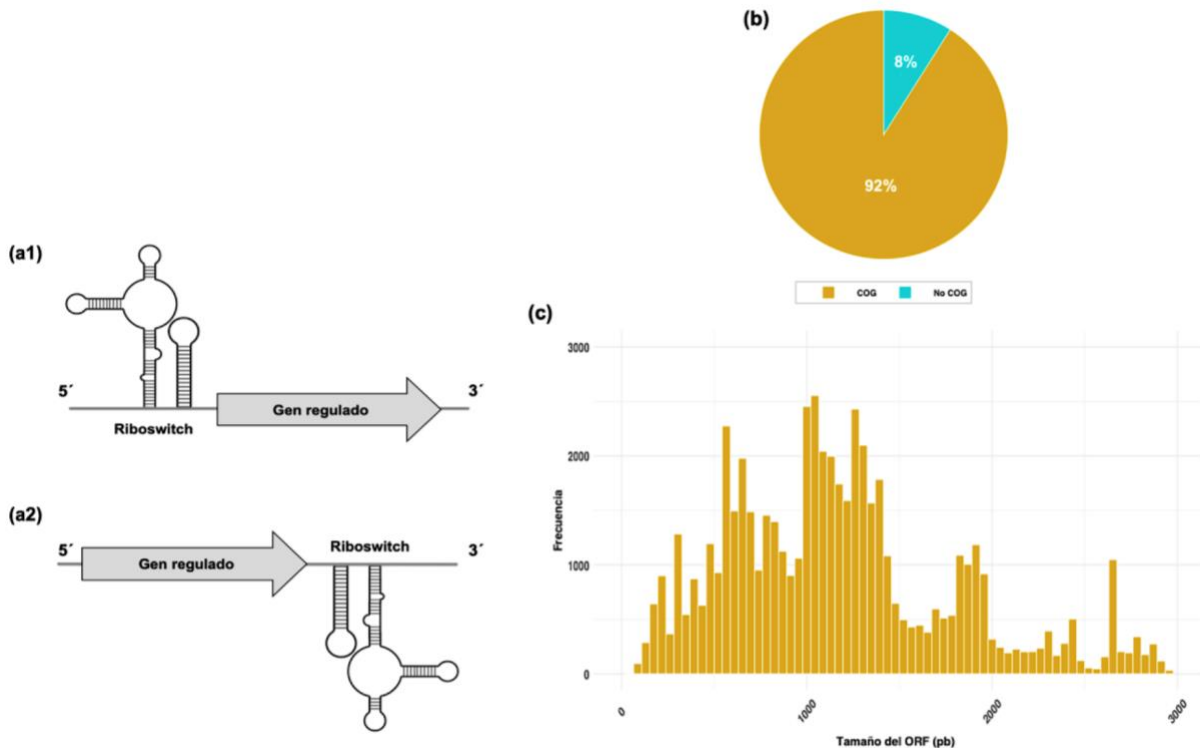 (a1)
5´
3´
Gen regulado
Riboswitch
(a2)
Riboswitch
5´
3´
Gen regulado
(b)
8%
92%
COG
No COG
(c)
3000
2000
1000
0
Frecuencia
0
1000
2000
3000
Tamaño del ORF (pb)